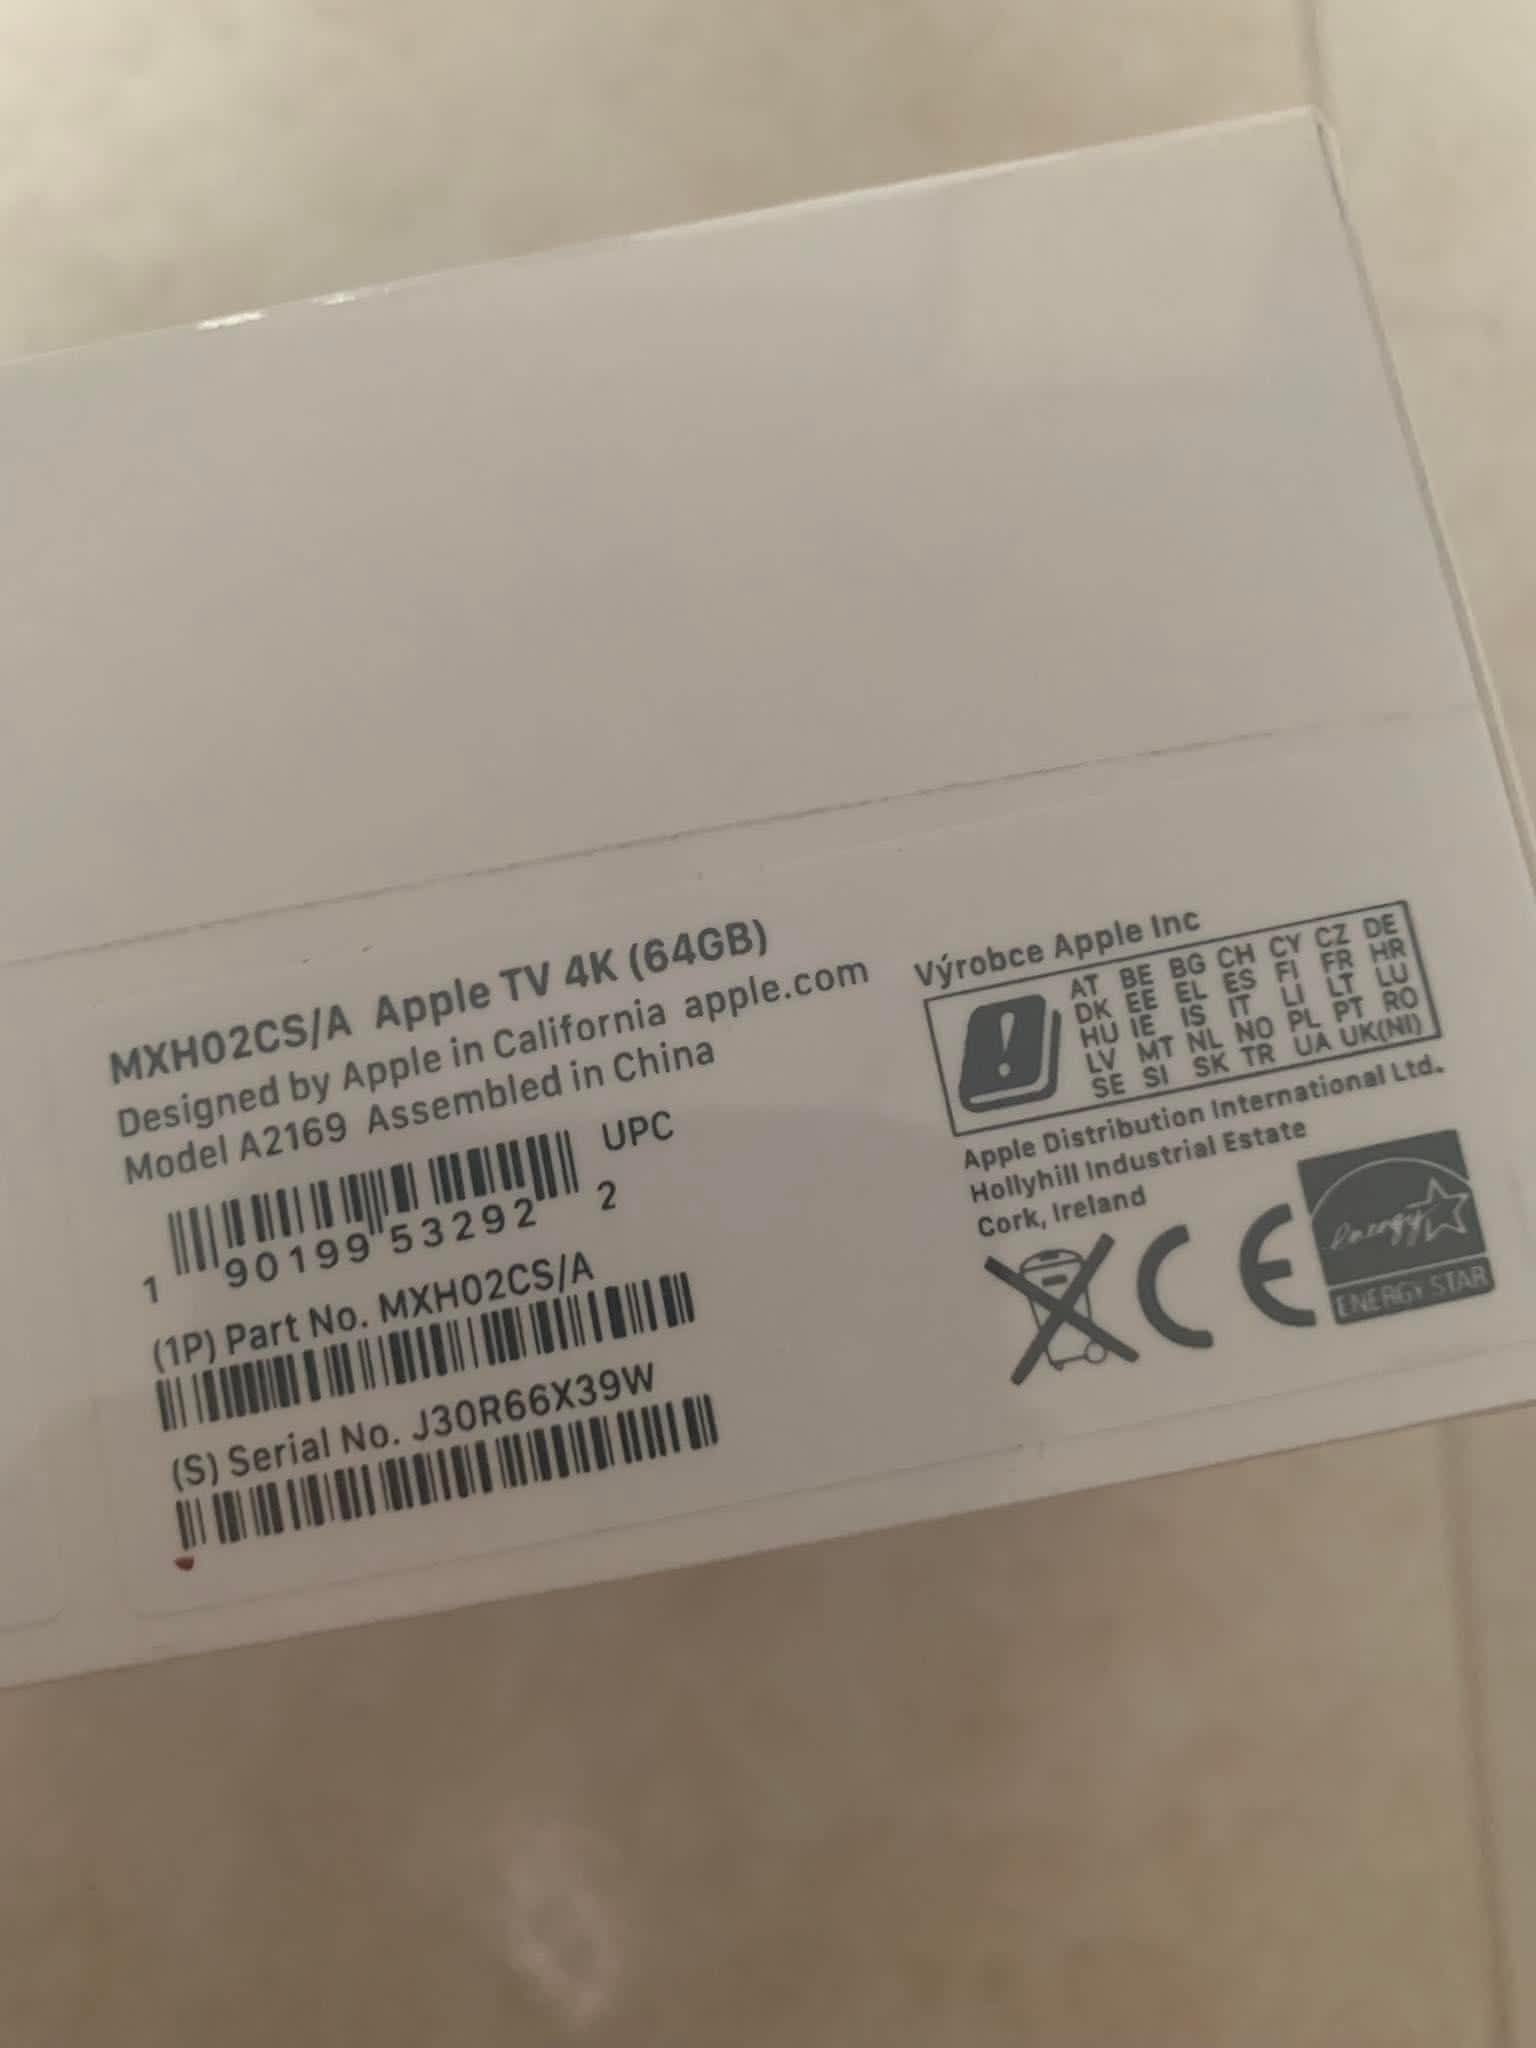 MXH02CS/A Apple TV 4K (64GB)
Designed by Apple in California apple.com
Model A2169 Assembled in China
UPC
1 90199 53292 2
(1P) Part No. MXH02CS/A
(S) Serial No. J30R66X39W
Výrobce Apple Inc
AT BE BG CH CY CZ DE
DK EE EL ES FI FR HR
HU IE IS IT LI LT LU
LV MT NL NO PL PT RO
SE SI SK TR UA UK(NI)
Apple Distribution International Ltd.
Hollyhill Industrial Estate
Cork, Ireland
CE
energy
ENERGY STAR